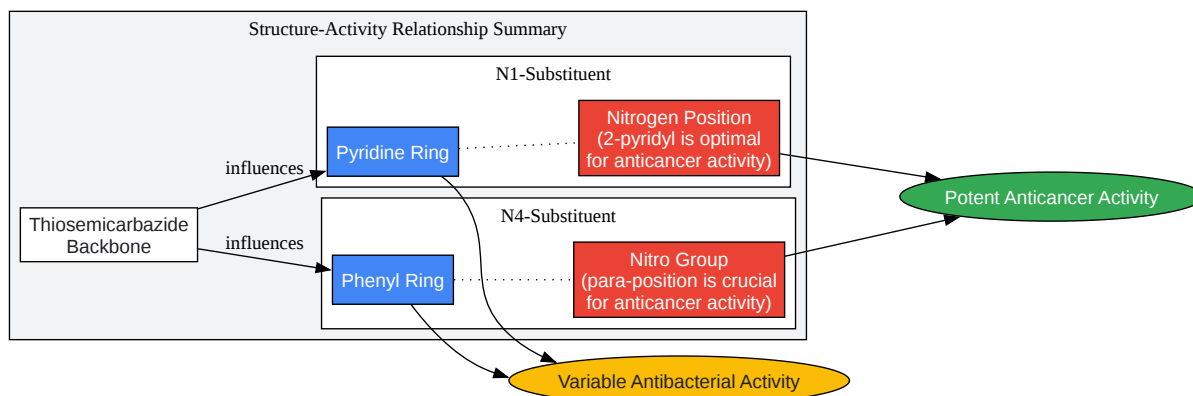 Structure-Activity Relationship Summary
N1-Substituent
Pyridine Ring
Nitrogen Position
(2-pyridyl is optimal
for anticancer activity)
influences
Thiosemicarbazide
Backbone
influences
N4-Substituent
Phenyl Ring
Nitro Group
(para-position is crucial
for anticancer activity)
Potent Anticancer Activity
Variable Antibacterial Activity